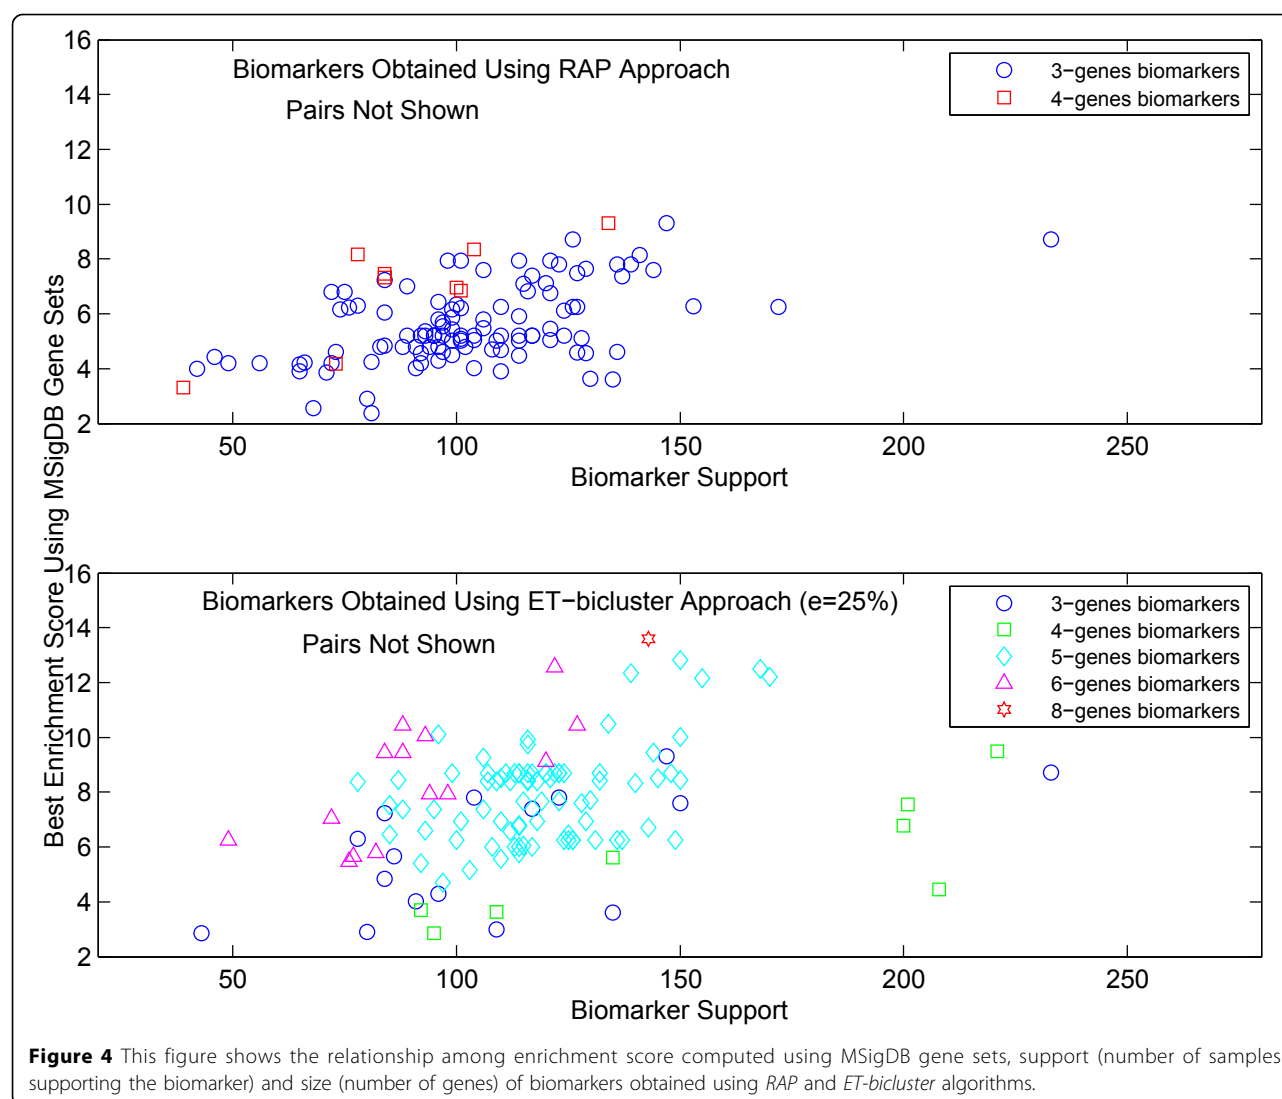 Best Enrichment Score Using MSigDB Gene Sets
16
14
12
10
8
6
4
2
Biomarkers Obtained Using RAP Approach
Pairs Not Shown
3−genes biomarkers
4−genes biomarkers
50 100 150 200 250
Biomarker Support
16
14
12
10
8
6
4
2
Biomarkers Obtained Using ET−bicluster Approach (e=25%)
Pairs Not Shown
3−genes biomarkers
4−genes biomarkers
5−genes biomarkers
6−genes biomarkers
8−genes biomarkers
50 100 150 200 250
Biomarker Support
Figure 4 This figure shows the relationship among enrichment score computed using MSigDB gene sets, support (number of samples
supporting the biomarker) and size (number of genes) of biomarkers obtained using RAP and ET-bicluster algorithms.